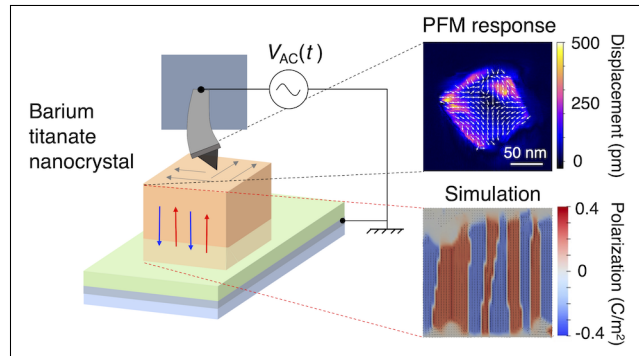 PFM response
V_AC(t)
Barium
titanate
nanocrystal
50 nm
500
250
0
Displacement (pm)
Simulation
0.4
0
-0.4
Polarization (C/m²)